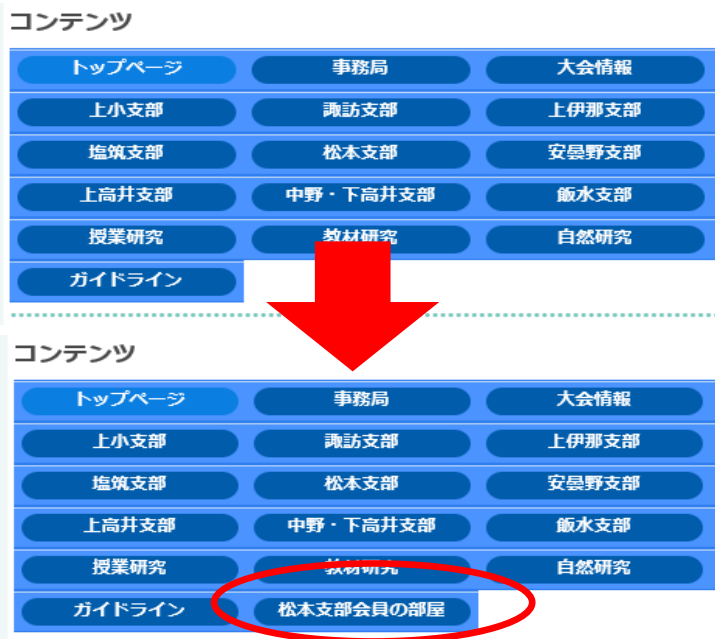 コンテンツ
トップページ 事務局 大会情報
上小支部 諏訪支部 上伊那支部
塩筑支部 松本支部 安曇野支部
上高井支部 中野・下高井支部 飯水支部
授業研究 教材研究 自然研究
ガイドライン
コンテンツ
トップページ 事務局 大会情報
上小支部 諏訪支部 上伊那支部
塩筑支部 松本支部 安曇野支部
上高井支部 中野・下高井支部 飯水支部
授業研究 教材研究 自然研究
ガイドライン 松本支部会員の部屋